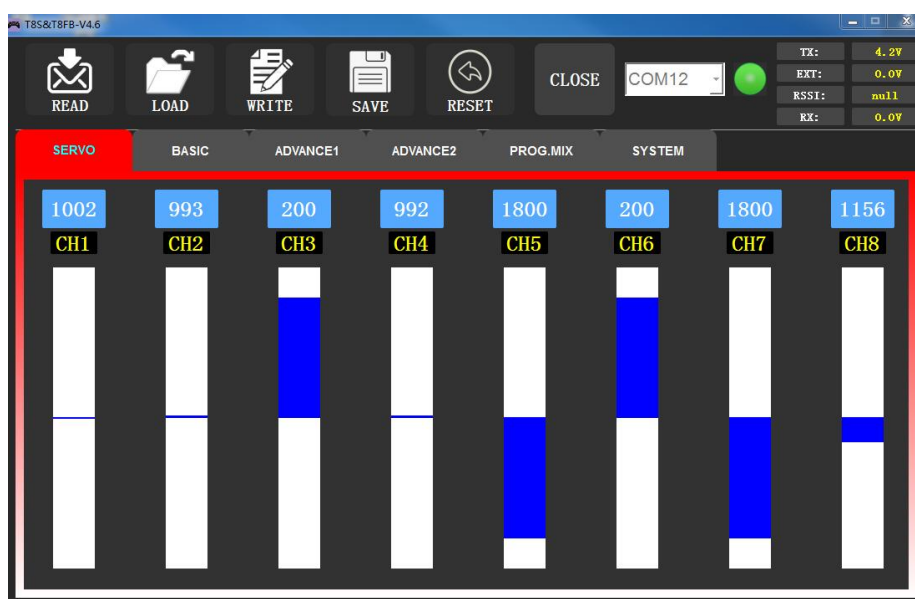 T8S&T8FB-V4.6
READ LOAD WRITE SAVE RESET CLOSE COM12
TX: 4.2V
EXT: 0.0V
RSSI: null
RX: 0.0V
SERVO BASIC ADVANCE1 ADVANCE2 PROG.MIX SYSTEM
1002 993 200 992 1800 200 1800 1156
CH1 CH2 CH3 CH4 CH5 CH6 CH7 CH8